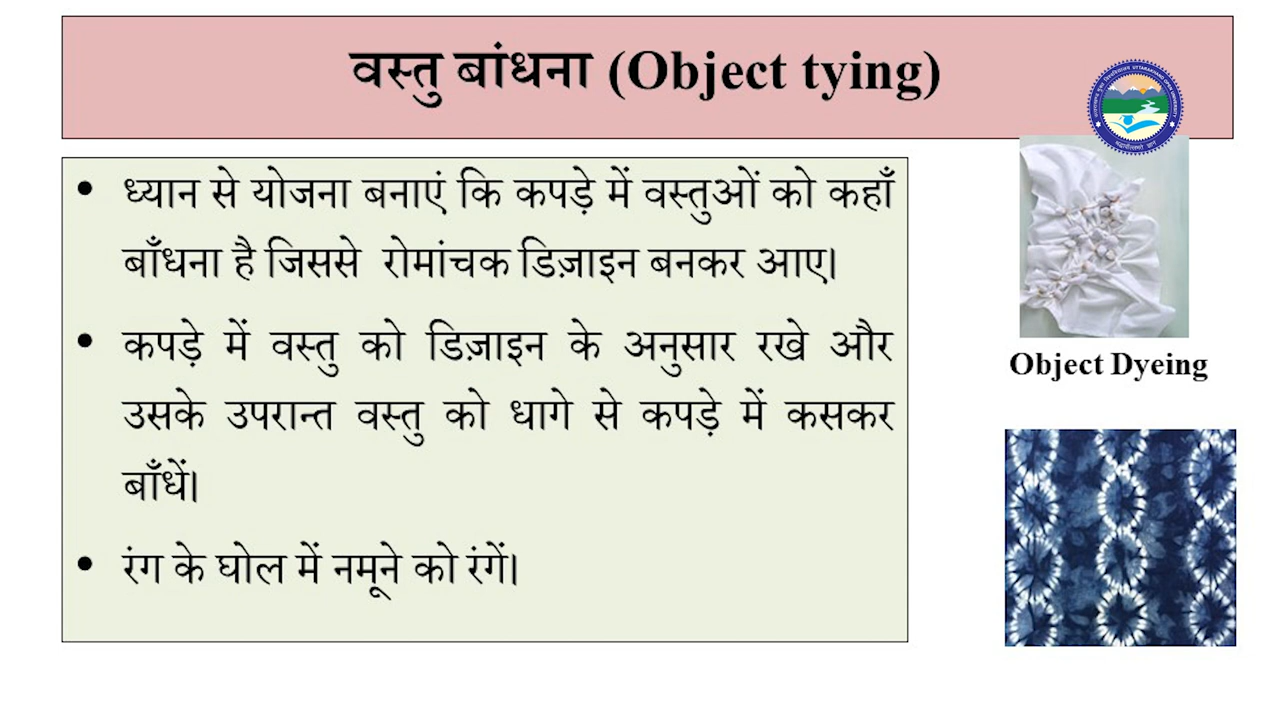 वस्तु बांधना (Object tying)
• ध्यान से योजना बनाएं कि कपड़े में वस्तुओं को कहाँ
बाँधना है जिससे रोमांचक डिज़ाइन बनकर आए।
• कपड़े में वस्तु को डिज़ाइन के अनुसार रखे और
उसके उपरान्त वस्तु को धागे से कपड़े में कसकर
बाँधें।
• रंग के घोल में नमूने को रंगें।
Object Dyeing